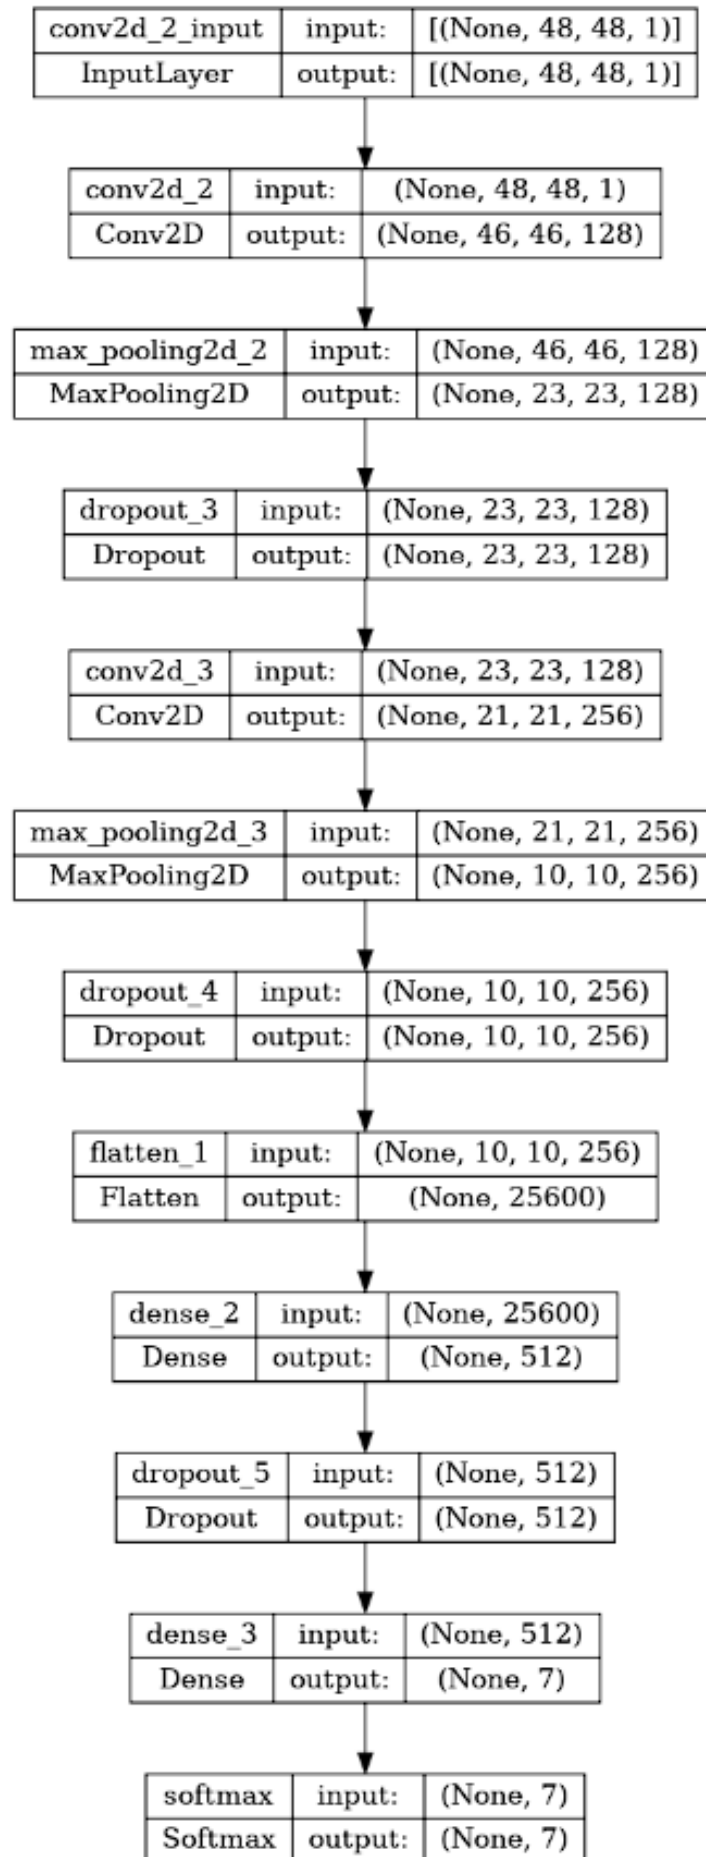 conv2d_2_input input: [(None, 48, 48, 1)]
InputLayer output: [(None, 48, 48, 1)]
conv2d_2 input: (None, 48, 48, 1)
Conv2D output: (None, 46, 46, 128)
max_pooling2d_2 input: (None, 46, 46, 128)
MaxPooling2D output: (None, 23, 23, 128)
dropout_3 input: (None, 23, 23, 128)
Dropout output: (None, 23, 23, 128)
conv2d_3 input: (None, 23, 23, 128)
Conv2D output: (None, 21, 21, 256)
max_pooling2d_3 input: (None, 21, 21, 256)
MaxPooling2D output: (None, 10, 10, 256)
dropout_4 input: (None, 10, 10, 256)
Dropout output: (None, 10, 10, 256)
flatten_1 input: (None, 10, 10, 256)
Flatten output: (None, 25600)
dense_2 input: (None, 25600)
Dense output: (None, 512)
dropout_5 input: (None, 512)
Dropout output: (None, 512)
dense_3 input: (None, 512)
Dense output: (None, 7)
softmax input: (None, 7)
Softmax output: (None, 7)